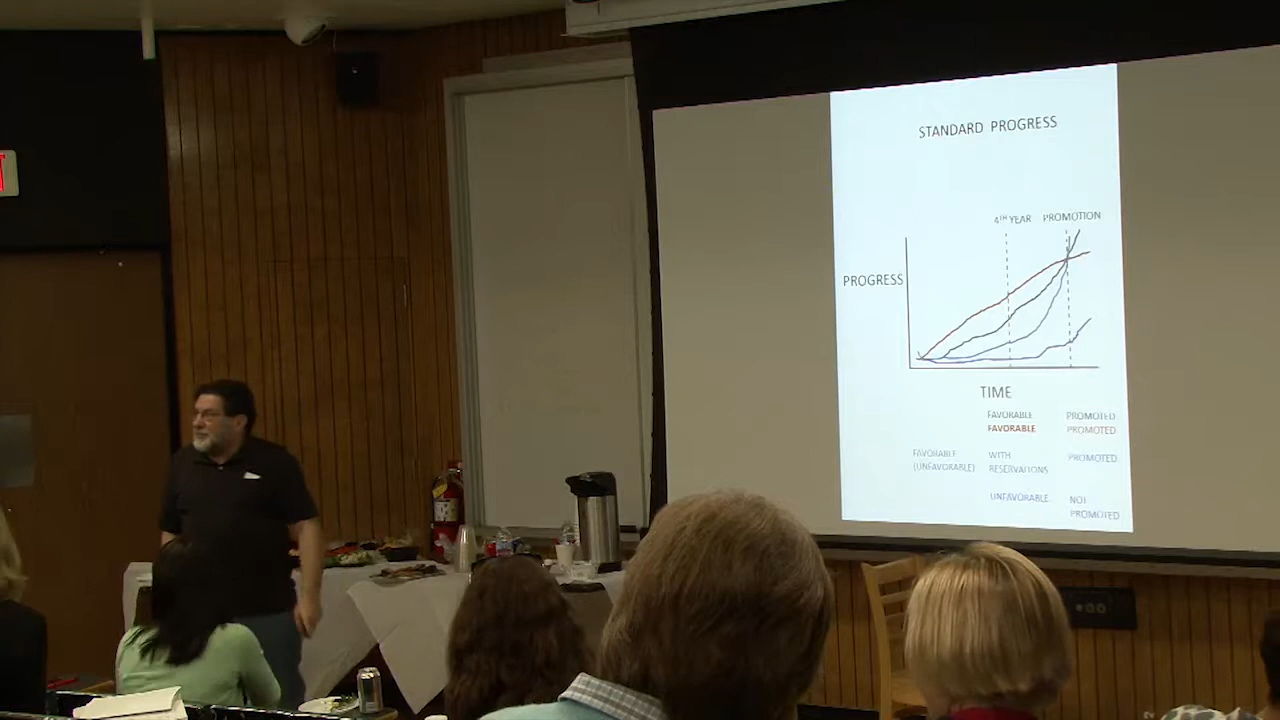 STANDARD PROGRESS
4TH YEAR PROMOTION
PROGRESS
TIME
FAVORABLE PROMOTED
FAVORABLE PROMOTED
FAVORABLE WITH PROMOTED
(UNFAVORABLE) RESERVATIONS
UNFAVORABLE NOT
PROMOTED